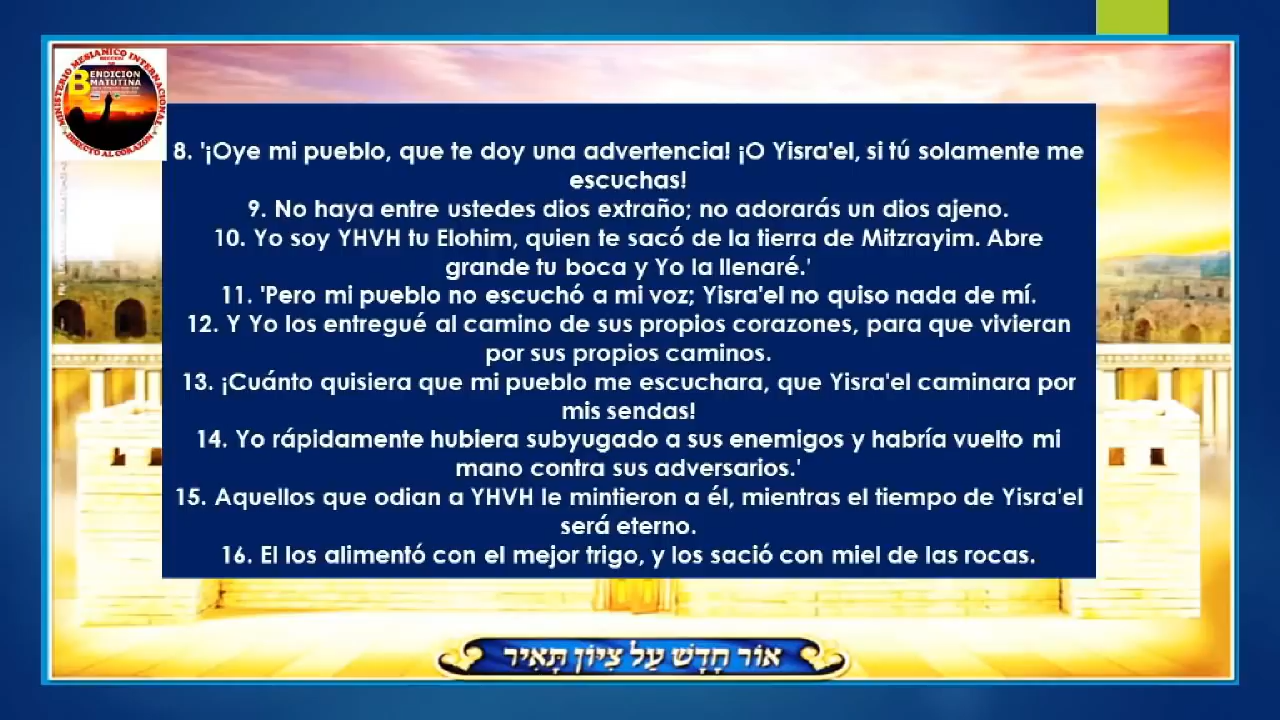 MINISTERIO MESIANICO INTERNACIONAL
BENDICION
MATUTINA
DIRECTO AL CORAZON
8. '¡Oye mi pueblo, que te doy una advertencia! ¡O Yisra'el, si tú solamente me
escuchas!
9. No haya entre ustedes dios extraño; no adorarás un dios ajeno.
10. Yo soy YHVH tu Elohim, quien te sacó de la tierra de Mitzrayim. Abre
grande tu boca y Yo la llenaré.'
11. 'Pero mi pueblo no escuchó a mi voz; Yisra'el no quiso nada de mí.
12. Y Yo los entregué al camino de sus propios corazones, para que vivieran
por sus propios caminos.
13. ¡Cuánto quisiera que mi pueblo me escuchara, que Yisra'el caminara por
mis sendas!
14. Yo rápidamente hubiera subyugado a sus enemigos y habría vuelto mi
mano contra sus adversarios.'
15. Aquellos que odian a YHVH le mintieron a él, mientras el tiempo de Yisra'el
será eterno.
16. El los alimentó con el mejor trigo, y los sació con miel de las rocas.
אוֹר חָדָשׁ עַל צִיּוֹן תָּאִיר